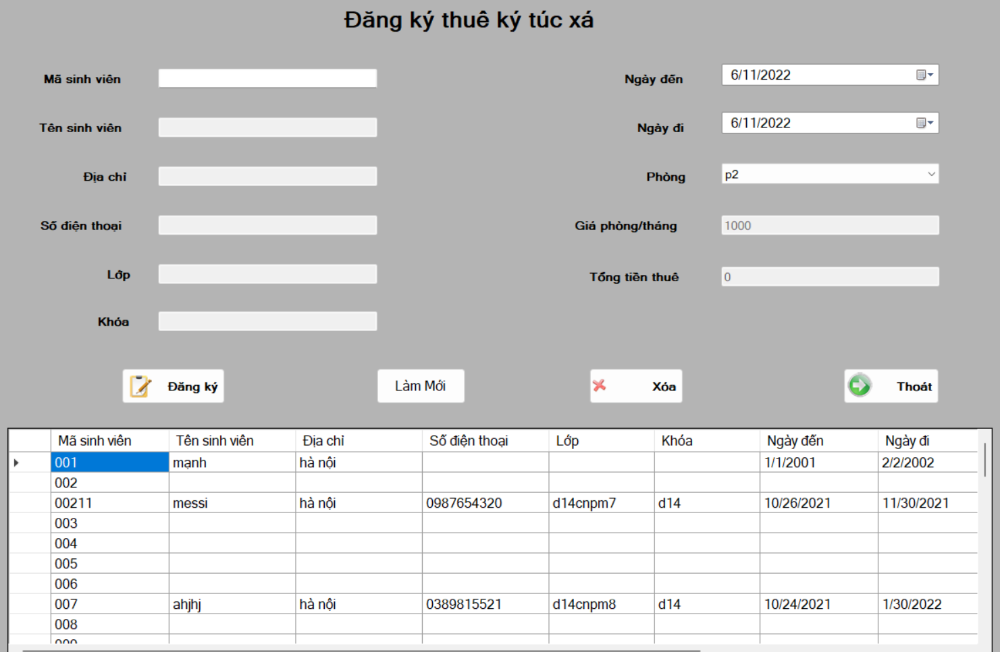 Đăng ký thuê ký túc xá
Mã sinh viên
Tên sinh viên
Địa chỉ
Số điện thoại
Lớp
Khóa
Ngày đến 6/11/2022
Ngày đi 6/11/2022
Phòng p2
Giá phòng/tháng 1000
Tổng tiền thuê 0
Đăng ký Làm Mới Xóa Thoát
Mã sinh viên Tên sinh viên Địa chỉ Số điện thoại Lớp Khóa Ngày đến Ngày đi
001 mạnh hà nội 1/1/2001 2/2/2002
002
00211 messi hà nội 0987654320 d14cnpm7 d14 10/26/2021 11/30/2021
003
004
005
006
007 ahjhj hà nội 0389815521 d14cnpm8 d14 10/24/2021 1/30/2022
008